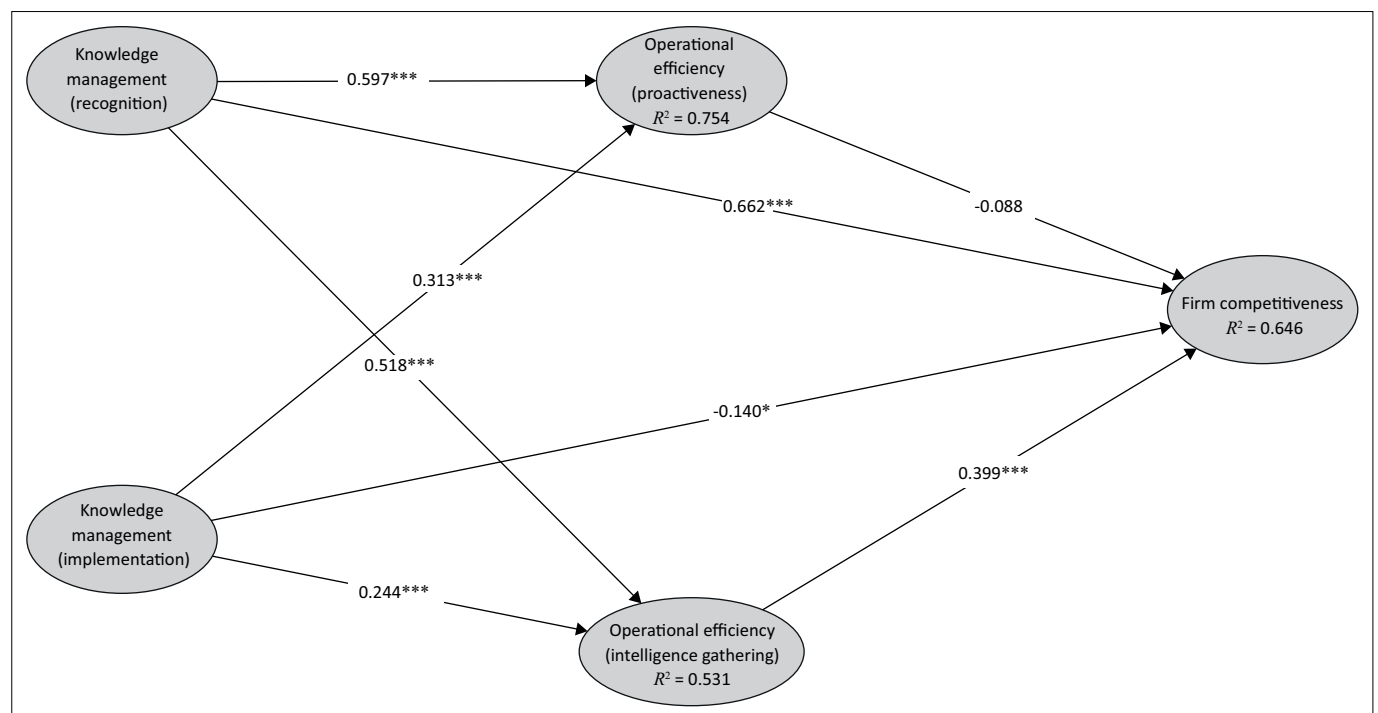 Knowledge
management
(recognition)
0.597***
Operational
efficiency
(proactiveness)
R² = 0.754
0.662***
-0.088
0.313***
Firm competitiveness
R² = 0.646
0.518***
-0.140*
0.399***
Knowledge
management
(implementation)
0.244***
Operational efficiency
(intelligence gathering)
R² = 0.531